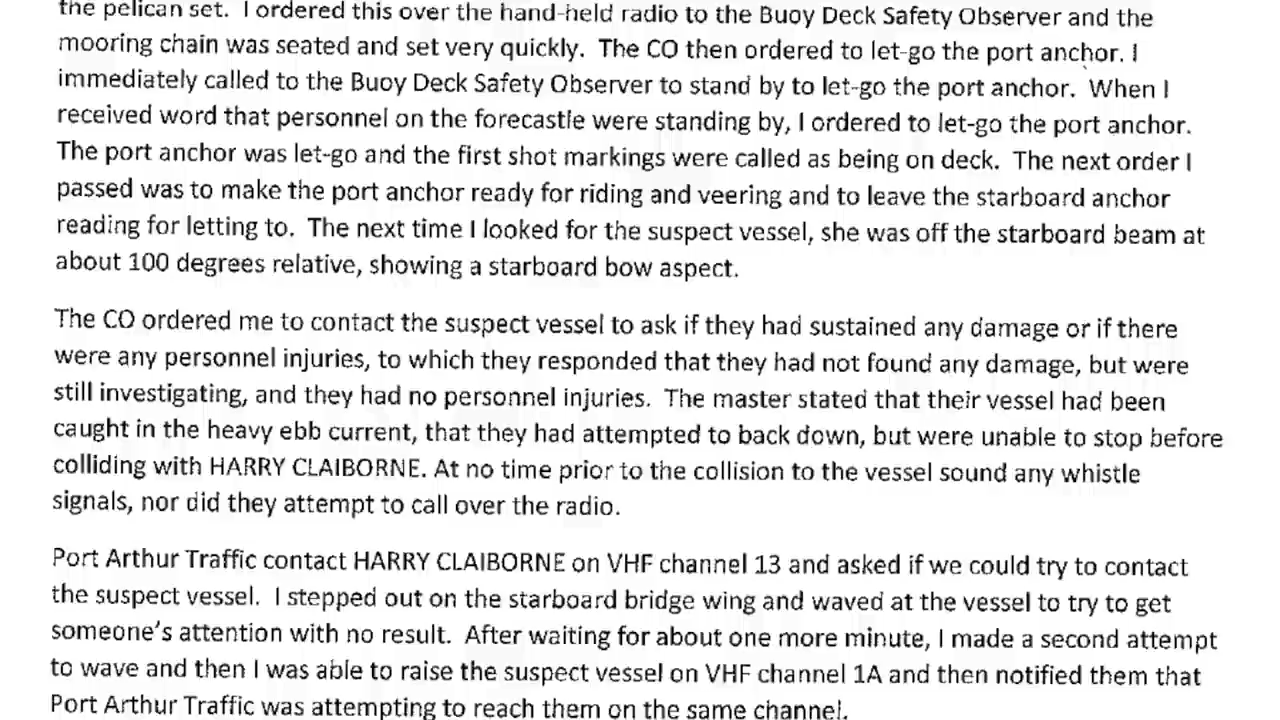 the pelican set.  I ordered this over the hand-held radio to the Buoy Deck Safety Observer and the
mooring chain was seated and set very quickly.  The CO then ordered to let-go the port anchor. I
immediately called to the Buoy Deck Safety Observer to stand by to let-go the port anchor.  When I
received word that personnel on the forecastle were standing by, I ordered to let-go the port anchor.
The port anchor was let-go and the first shot markings were called as being on deck.  The next order I
passed was to make the port anchor ready for riding and veering and to leave the starboard anchor
reading for letting to.  The next time I looked for the suspect vessel, she was off the starboard beam at
about 100 degrees relative, showing a starboard bow aspect.
The CO ordered me to contact the suspect vessel to ask if they had sustained any damage or if there
were any personnel injuries, to which they responded that they had not found any damage, but were
still investigating, and they had no personnel injuries.  The master stated that their vessel had been
caught in the heavy ebb current, that they had attempted to back down, but were unable to stop before
colliding with HARRY CLAIBORNE. At no time prior to the collision to the vessel sound any whistle
signals, nor did they attempt to call over the radio.
Port Arthur Traffic contact HARRY CLAIBORNE on VHF channel 13 and asked if we could try to contact
the suspect vessel.  I stepped out on the starboard bridge wing and waved at the vessel to try to get
someone's attention with no result.  After waiting for about one more minute, I made a second attempt
to wave and then I was able to raise the suspect vessel on VHF channel 1A and then notified them that
Port Arthur Traffic was attempting to reach them on the same channel.